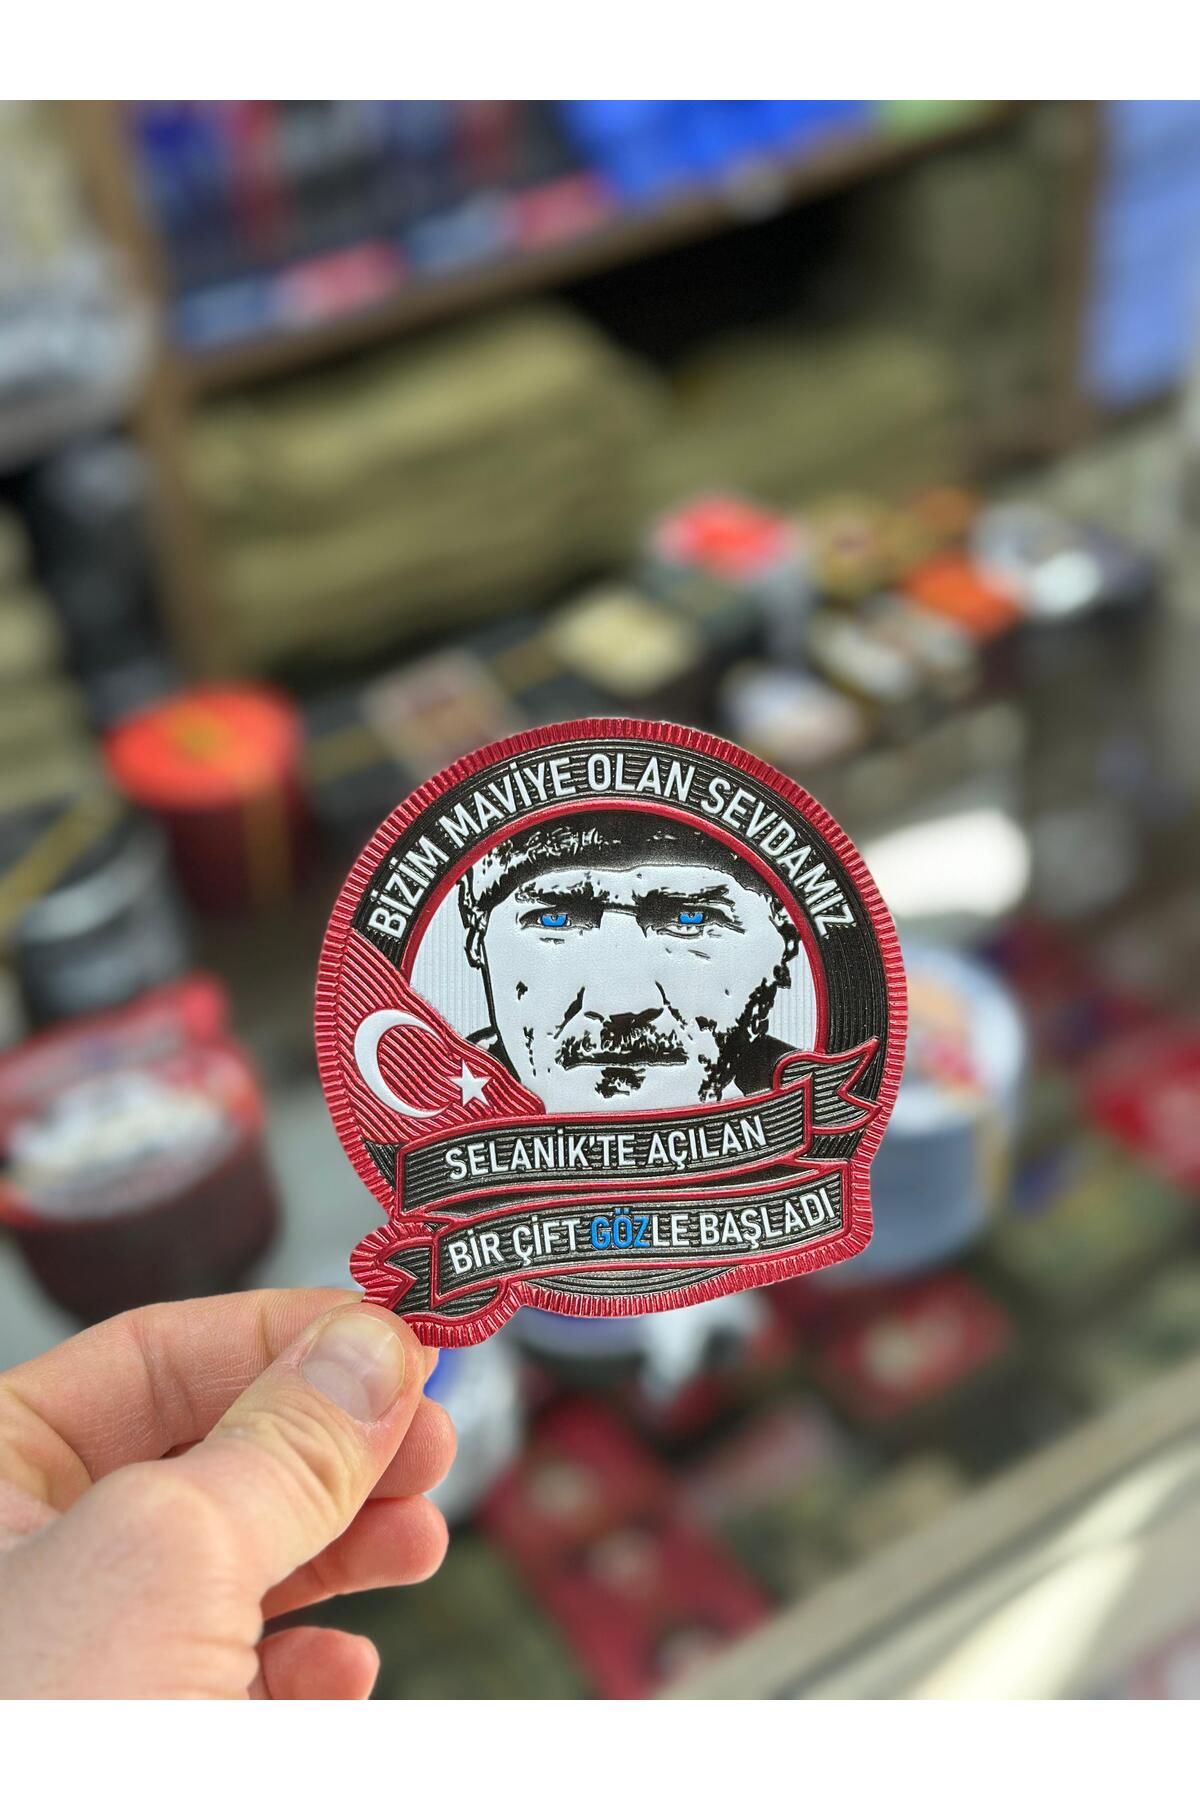 BİZİM MAVİYE OLAN SEVDAMIZ
SELANİK'TE AÇILAN
BİR ÇİFT GÖZLE BAŞLADI